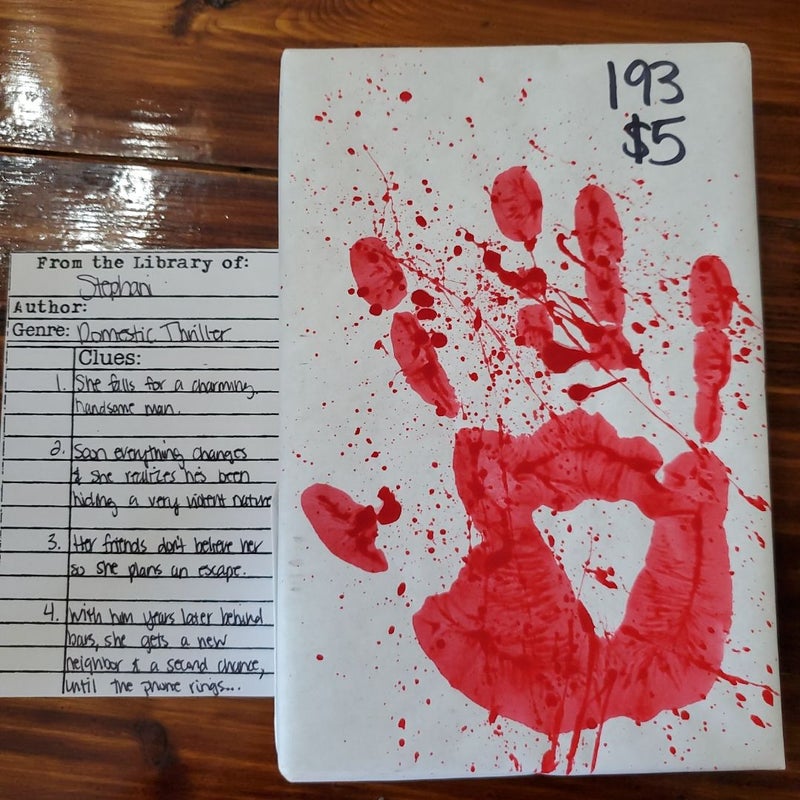 From the Library of:
Stephani
Author:
Genre: Domestic Thriller
Clues:
1. She falls for a charming,
handsome man.
2. Soon everything changes
& she realizes he's been
hiding a very violent nature
3. Her friends don't believe her
so she plans an escape.
4. With him years later behind
bars, she gets a new
neighbor & a second chance,
until the phone rings...
193
$5